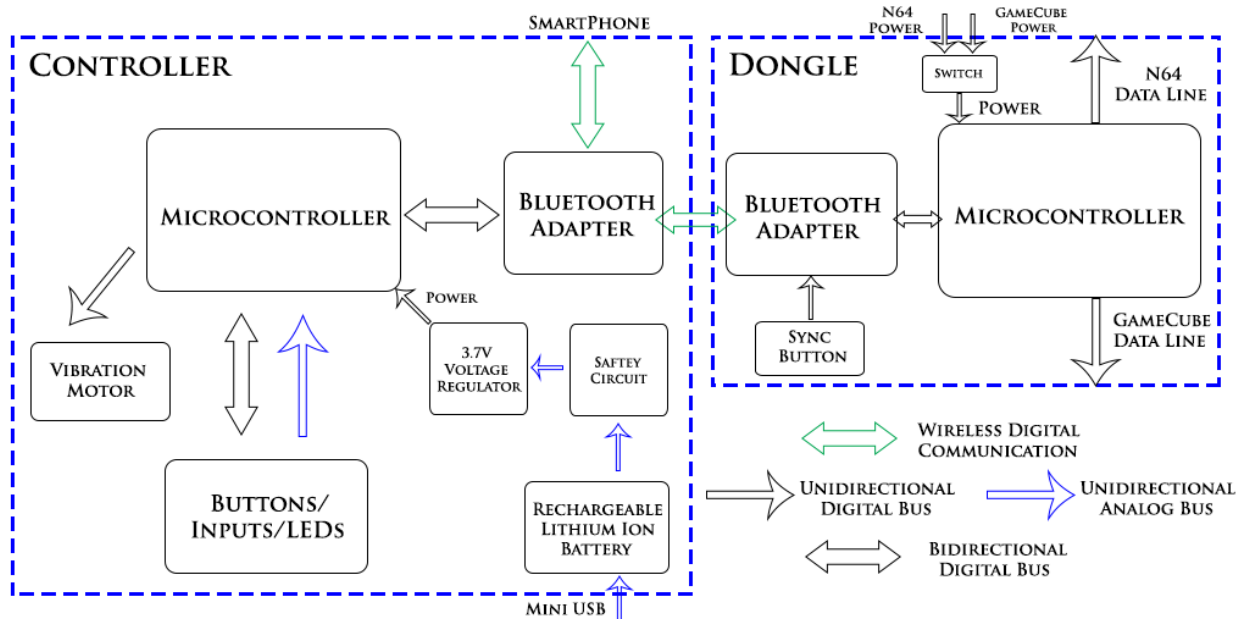 SmartPhone
Controller
Microcontroller
Bluetooth
Adapter
Power
Vibration
Motor
3.7V
Voltage
Regulator
Saftey
Circuit
Buttons/
Inputs/LEDs
Rechargeable
Lithium Ion
Battery
Mini USB
N64
Power
GameCube
Power
Dongle
Switch
Power
N64
Data Line
Bluetooth
Adapter
Microcontroller
Sync
Button
GameCube
Data Line
Wireless Digital
Communication
Unidirectional
Digital Bus
Unidirectional
Analog Bus
Bidirectional
Digital Bus